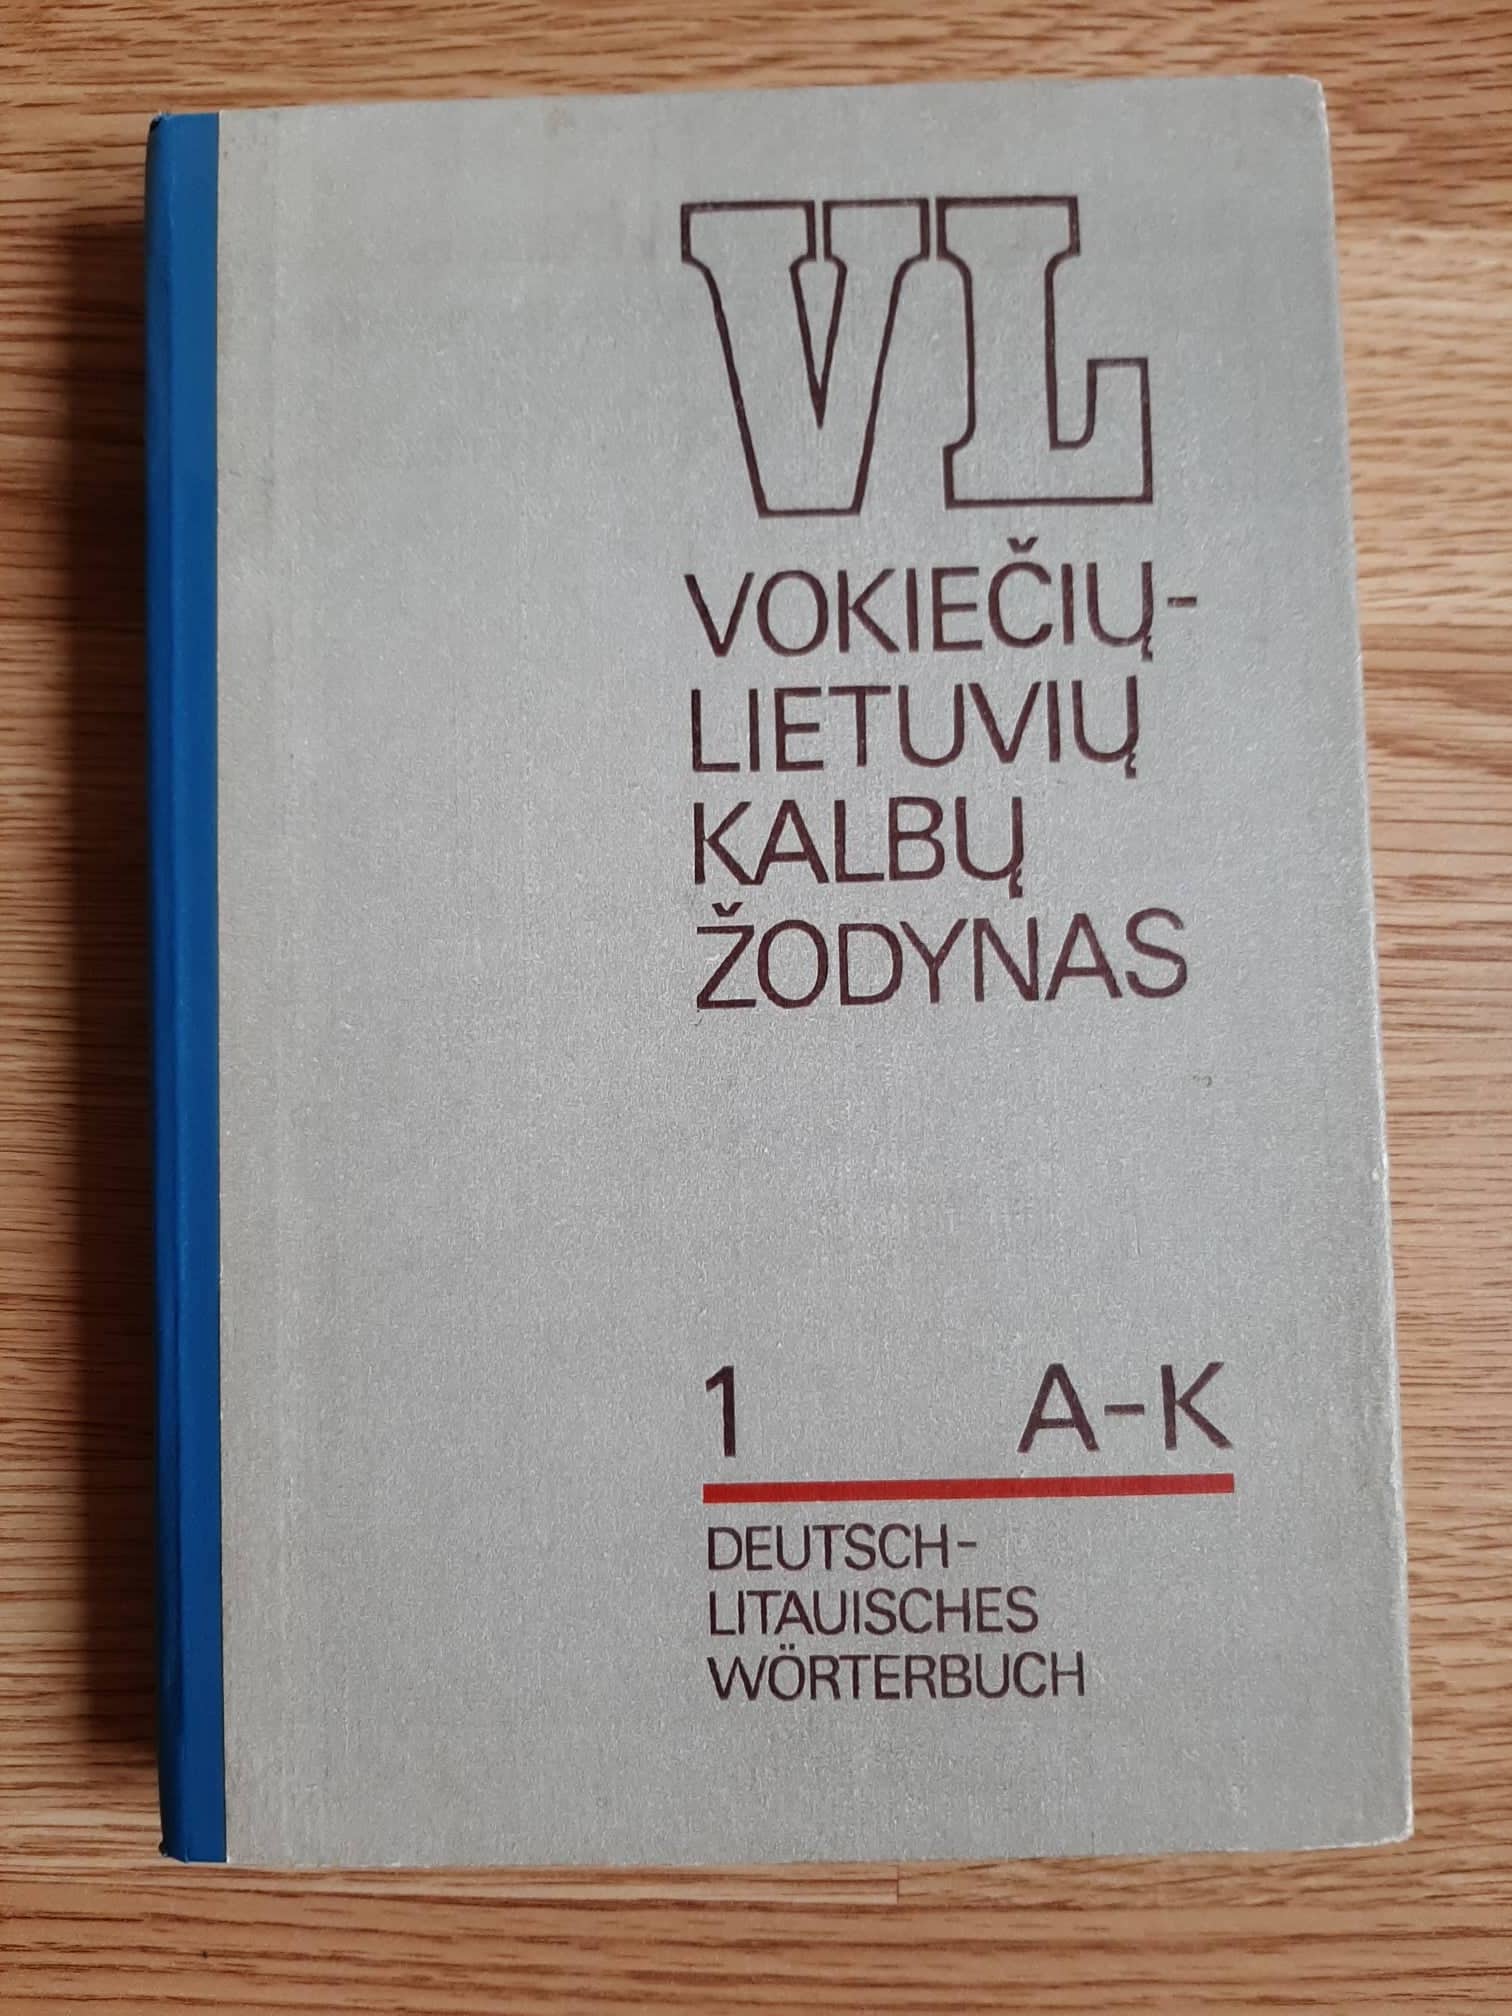 VL
VOKIEČIŲ-
LIETUVIŲ
KALBŲ
ŽODYNAS
1 A-K
DEUTSCH-
LITAUISCHES
WÖRTERBUCH